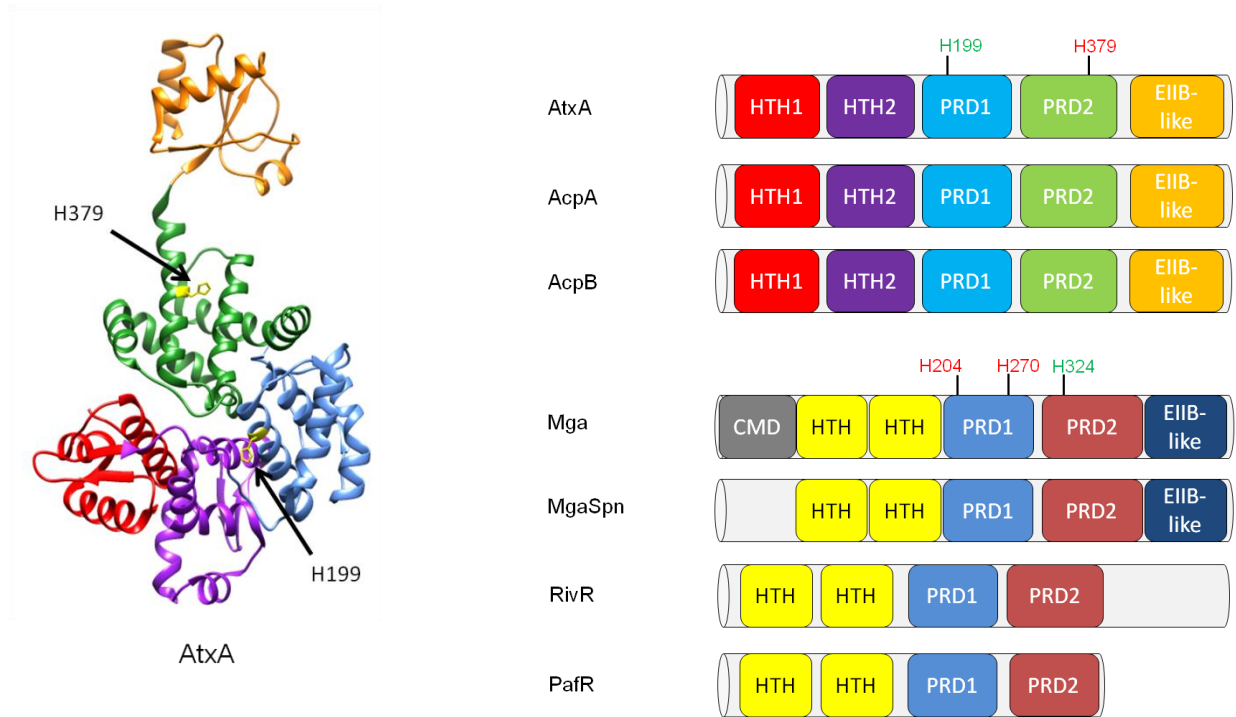 H379
H199
AtxA
H199 H379
AtxA HTH1 HTH2 PRD1 PRD2 EIIB-
like
AcpA HTH1 HTH2 PRD1 PRD2 EIIB-
like
AcpB HTH1 HTH2 PRD1 PRD2 EIIB-
like
H204 H270 H324
Mga CMD HTH HTH PRD1 PRD2 EIIB-
like
MgaSpn HTH HTH PRD1 PRD2 EIIB-
like
RivR HTH HTH PRD1 PRD2
PafR HTH HTH PRD1 PRD2